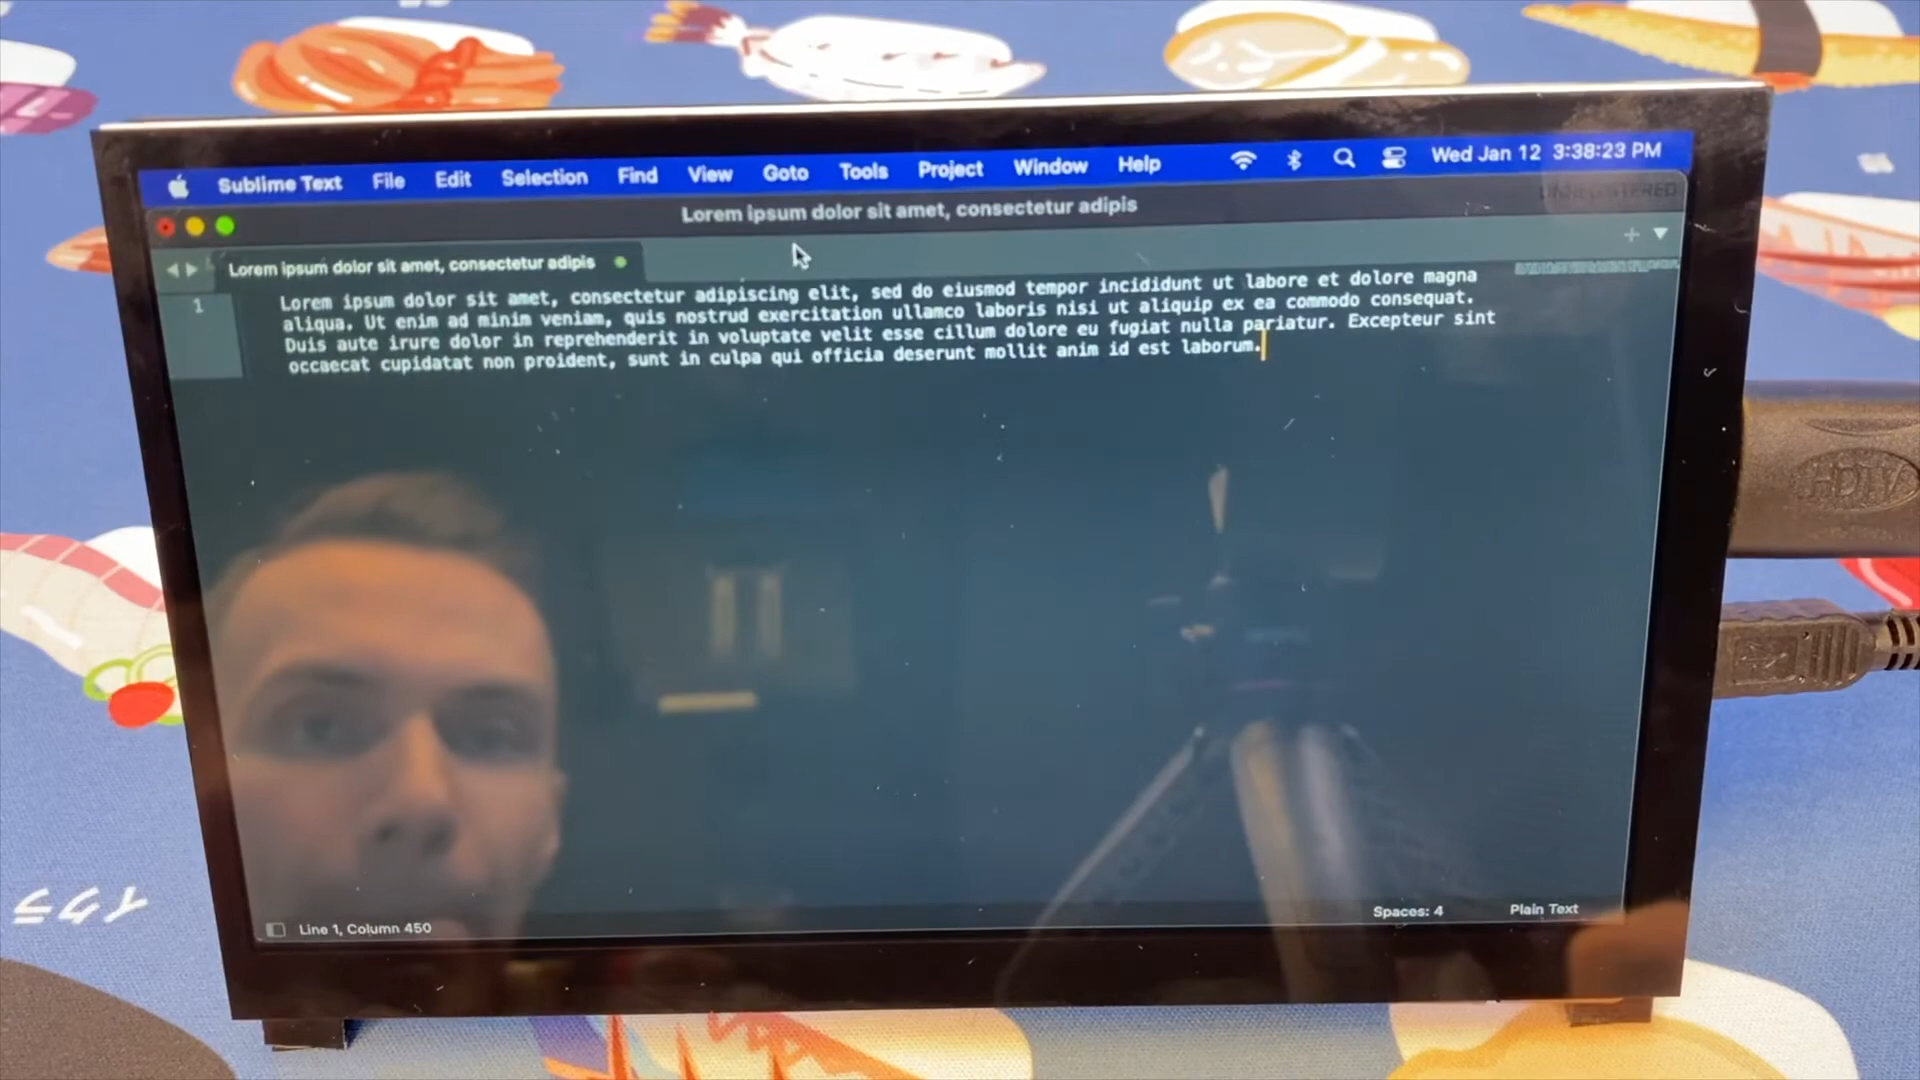 Sublime Text File Edit Selection Find View Goto Tools Project Window Help Wed Jan 12 3:38:23 PM
UNREGISTERED
Lorem ipsum dolor sit amet, consectetur adipis
Lorem ipsum dolor sit amet, consectetur adipis
1
Lorem ipsum dolor sit amet, consectetur adipiscing elit, sed do eiusmod tempor incididunt ut labore et dolore magna
aliqua. Ut enim ad minim veniam, quis nostrud exercitation ullamco laboris nisi ut aliquip ex ea commodo consequat.
Duis aute irure dolor in reprehenderit in voluptate velit esse cillum dolore eu fugiat nulla pariatur. Excepteur sint
occaecat cupidatat non proident, sunt in culpa qui officia deserunt mollit anim id est laborum.
HDTV
Line 1, Column 450 Spaces: 4 Plain Text